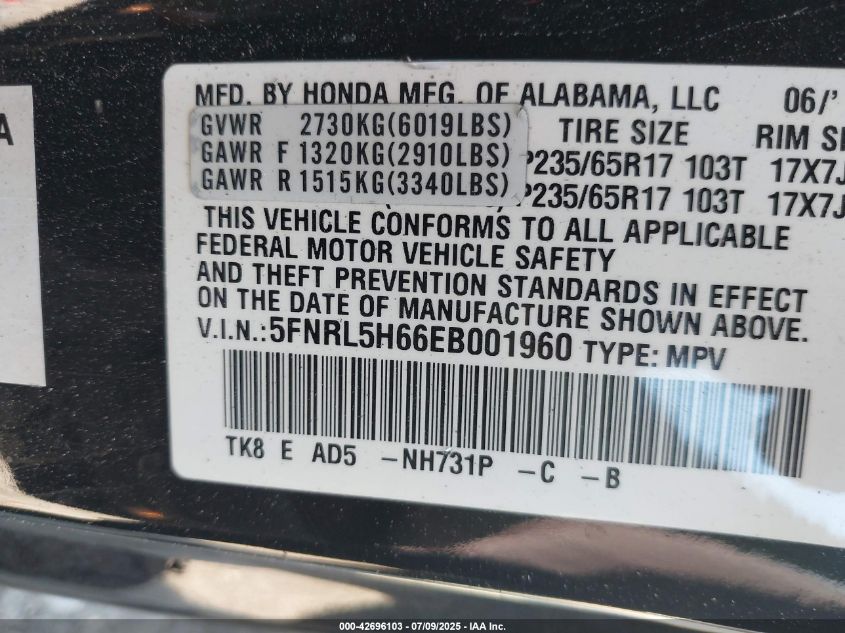 A
MFD. BY HONDA MFG. OF ALABAMA, LLC 06/'
GVWR 2730KG(6019LBS) TIRE SIZE RIM
GAWR F 1320KG(2910LBS) P235/65R17 103T 17X7J
GAWR R 1515KG(3340LBS) P235/65R17 103T 17X7J
THIS VEHICLE CONFORMS TO ALL APPLICABLE
FEDERAL MOTOR VEHICLE SAFETY
AND THEFT PREVENTION STANDARDS IN EFFECT
ON THE DATE OF MANUFACTURE SHOWN ABOVE.
V.I.N.: 5FNRL5H66EB001960 TYPE: MPV
TK8 E AD5 -NH731P -C -B
000-42696103 - 07/09/2025 - IAA Inc.